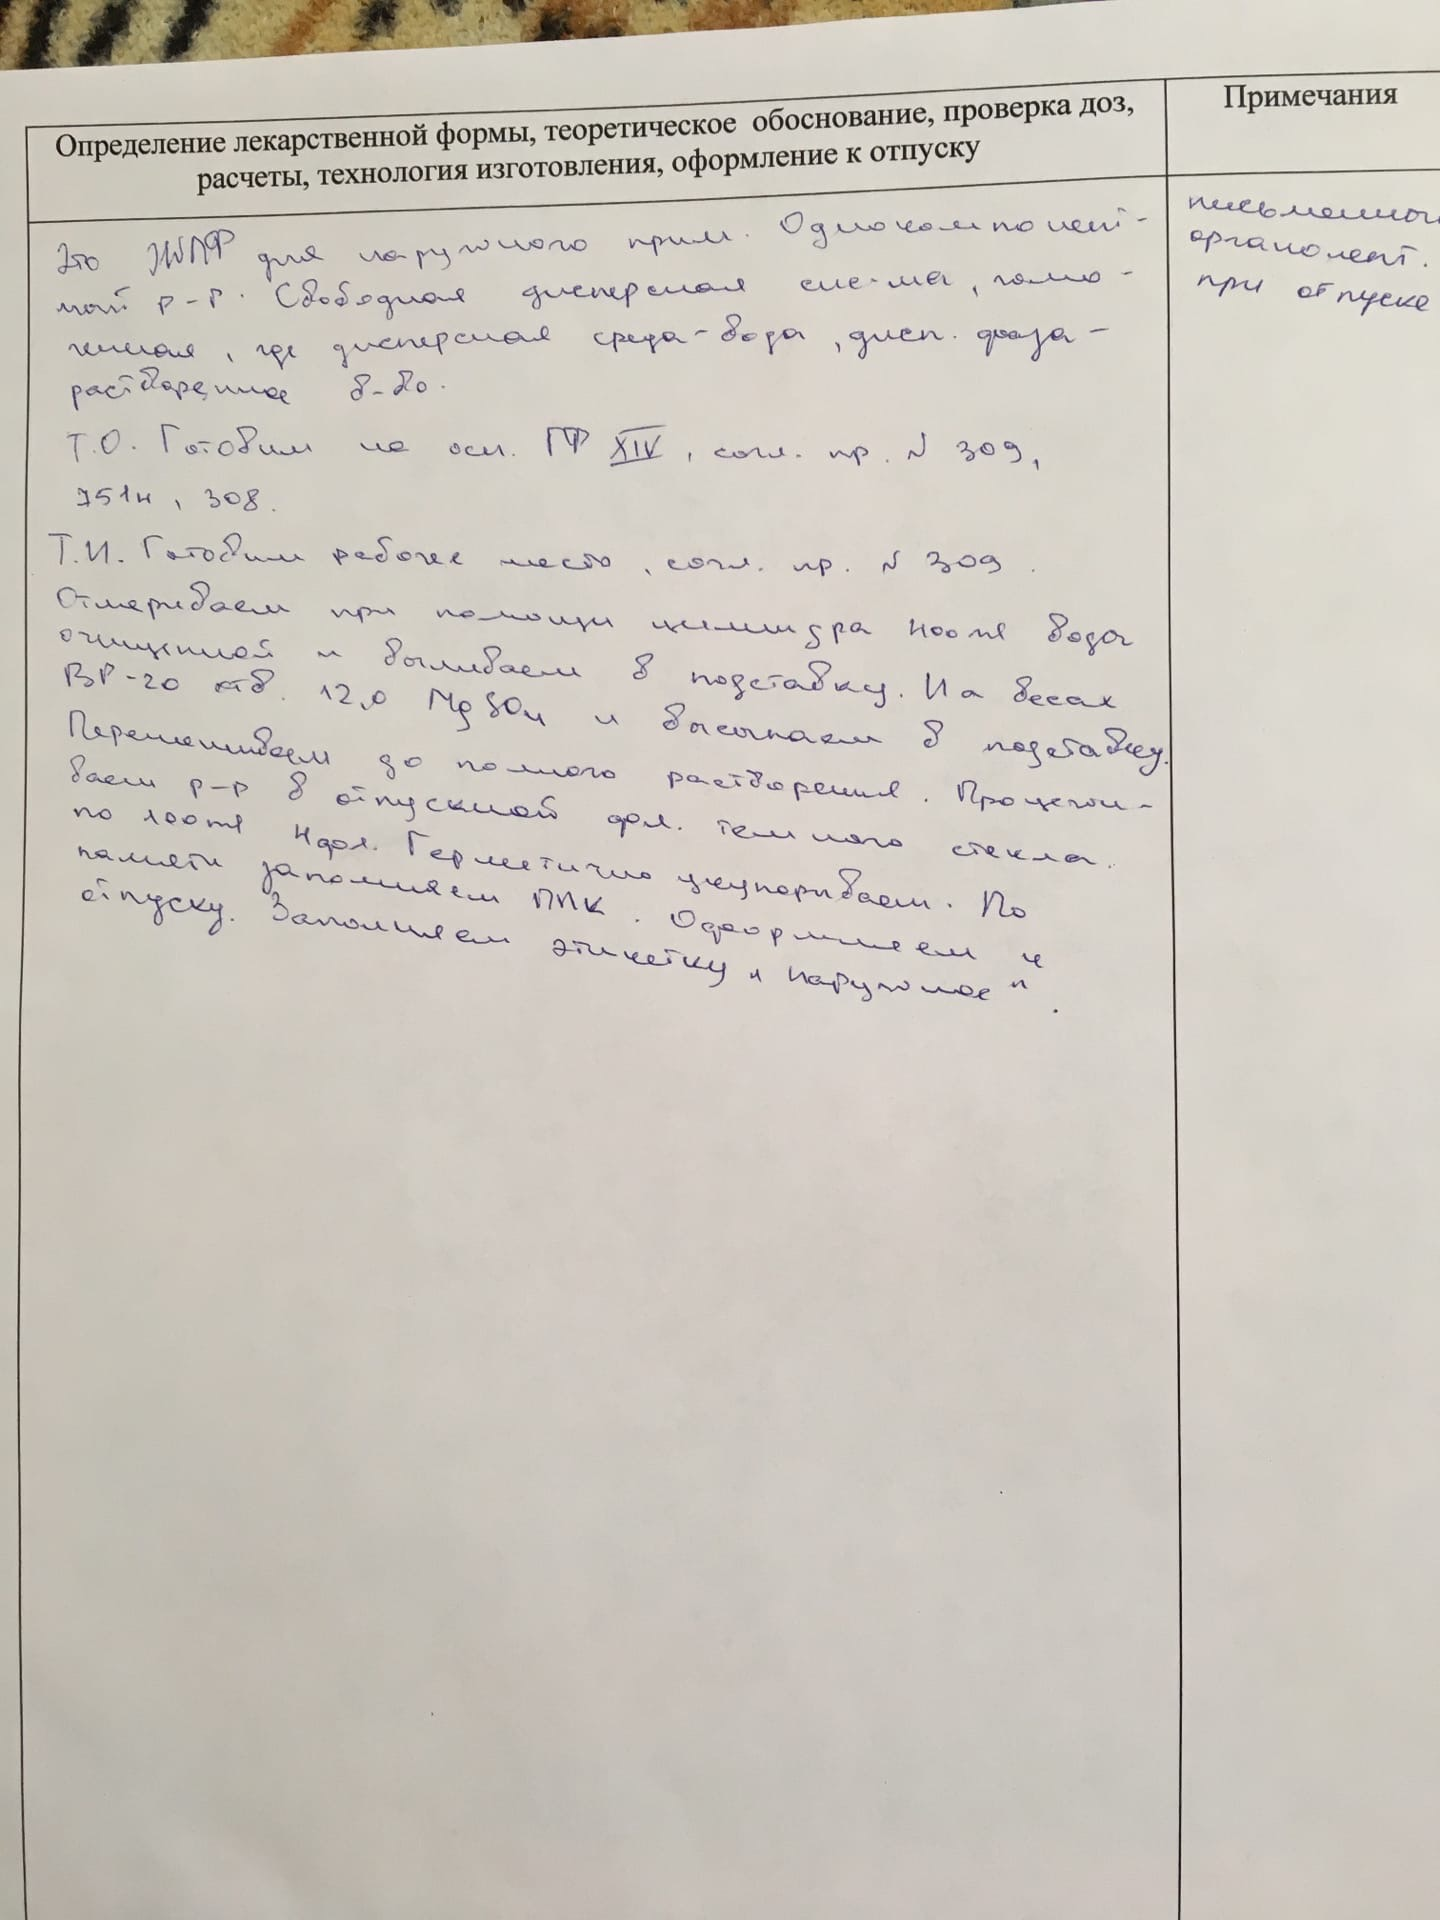 Определение лекарственной формы, теоретическое обоснование, проверка доз,
расчеты, технология изготовления, оформление к отпуску
Примечания
Это ЖЛФ для наружного прим. Однокомпонент-
ный р-р. Свободная дисперсная сис-ма, гомо-
генная, где дисперсная среда-вода, дисп. фаза-
растворенное в-во.
Т.О. Готовим на осн. ГФ XIV, согл. пр. № 309,
751н, 308.
Т.И. Готовим рабочее место, согл. пр. № 309.
Отмериваем при помощи цилиндра 400мл воды
очищенной и выливаем в подставку. На весах
ВР-20 отв. 12,0 MgSO4 и высыпаем в подставку.
Перемешиваем до полного растворения. Процежи-
ваем р-р в отпускной фл. темного стекла.
по 100мл 4фл. Герметично укупориваем. По
памяти заполняем ППК. Оформляем к
отпуску. Заполняем этикетку "Наружное".
письменный
органолепт.
при отпуске